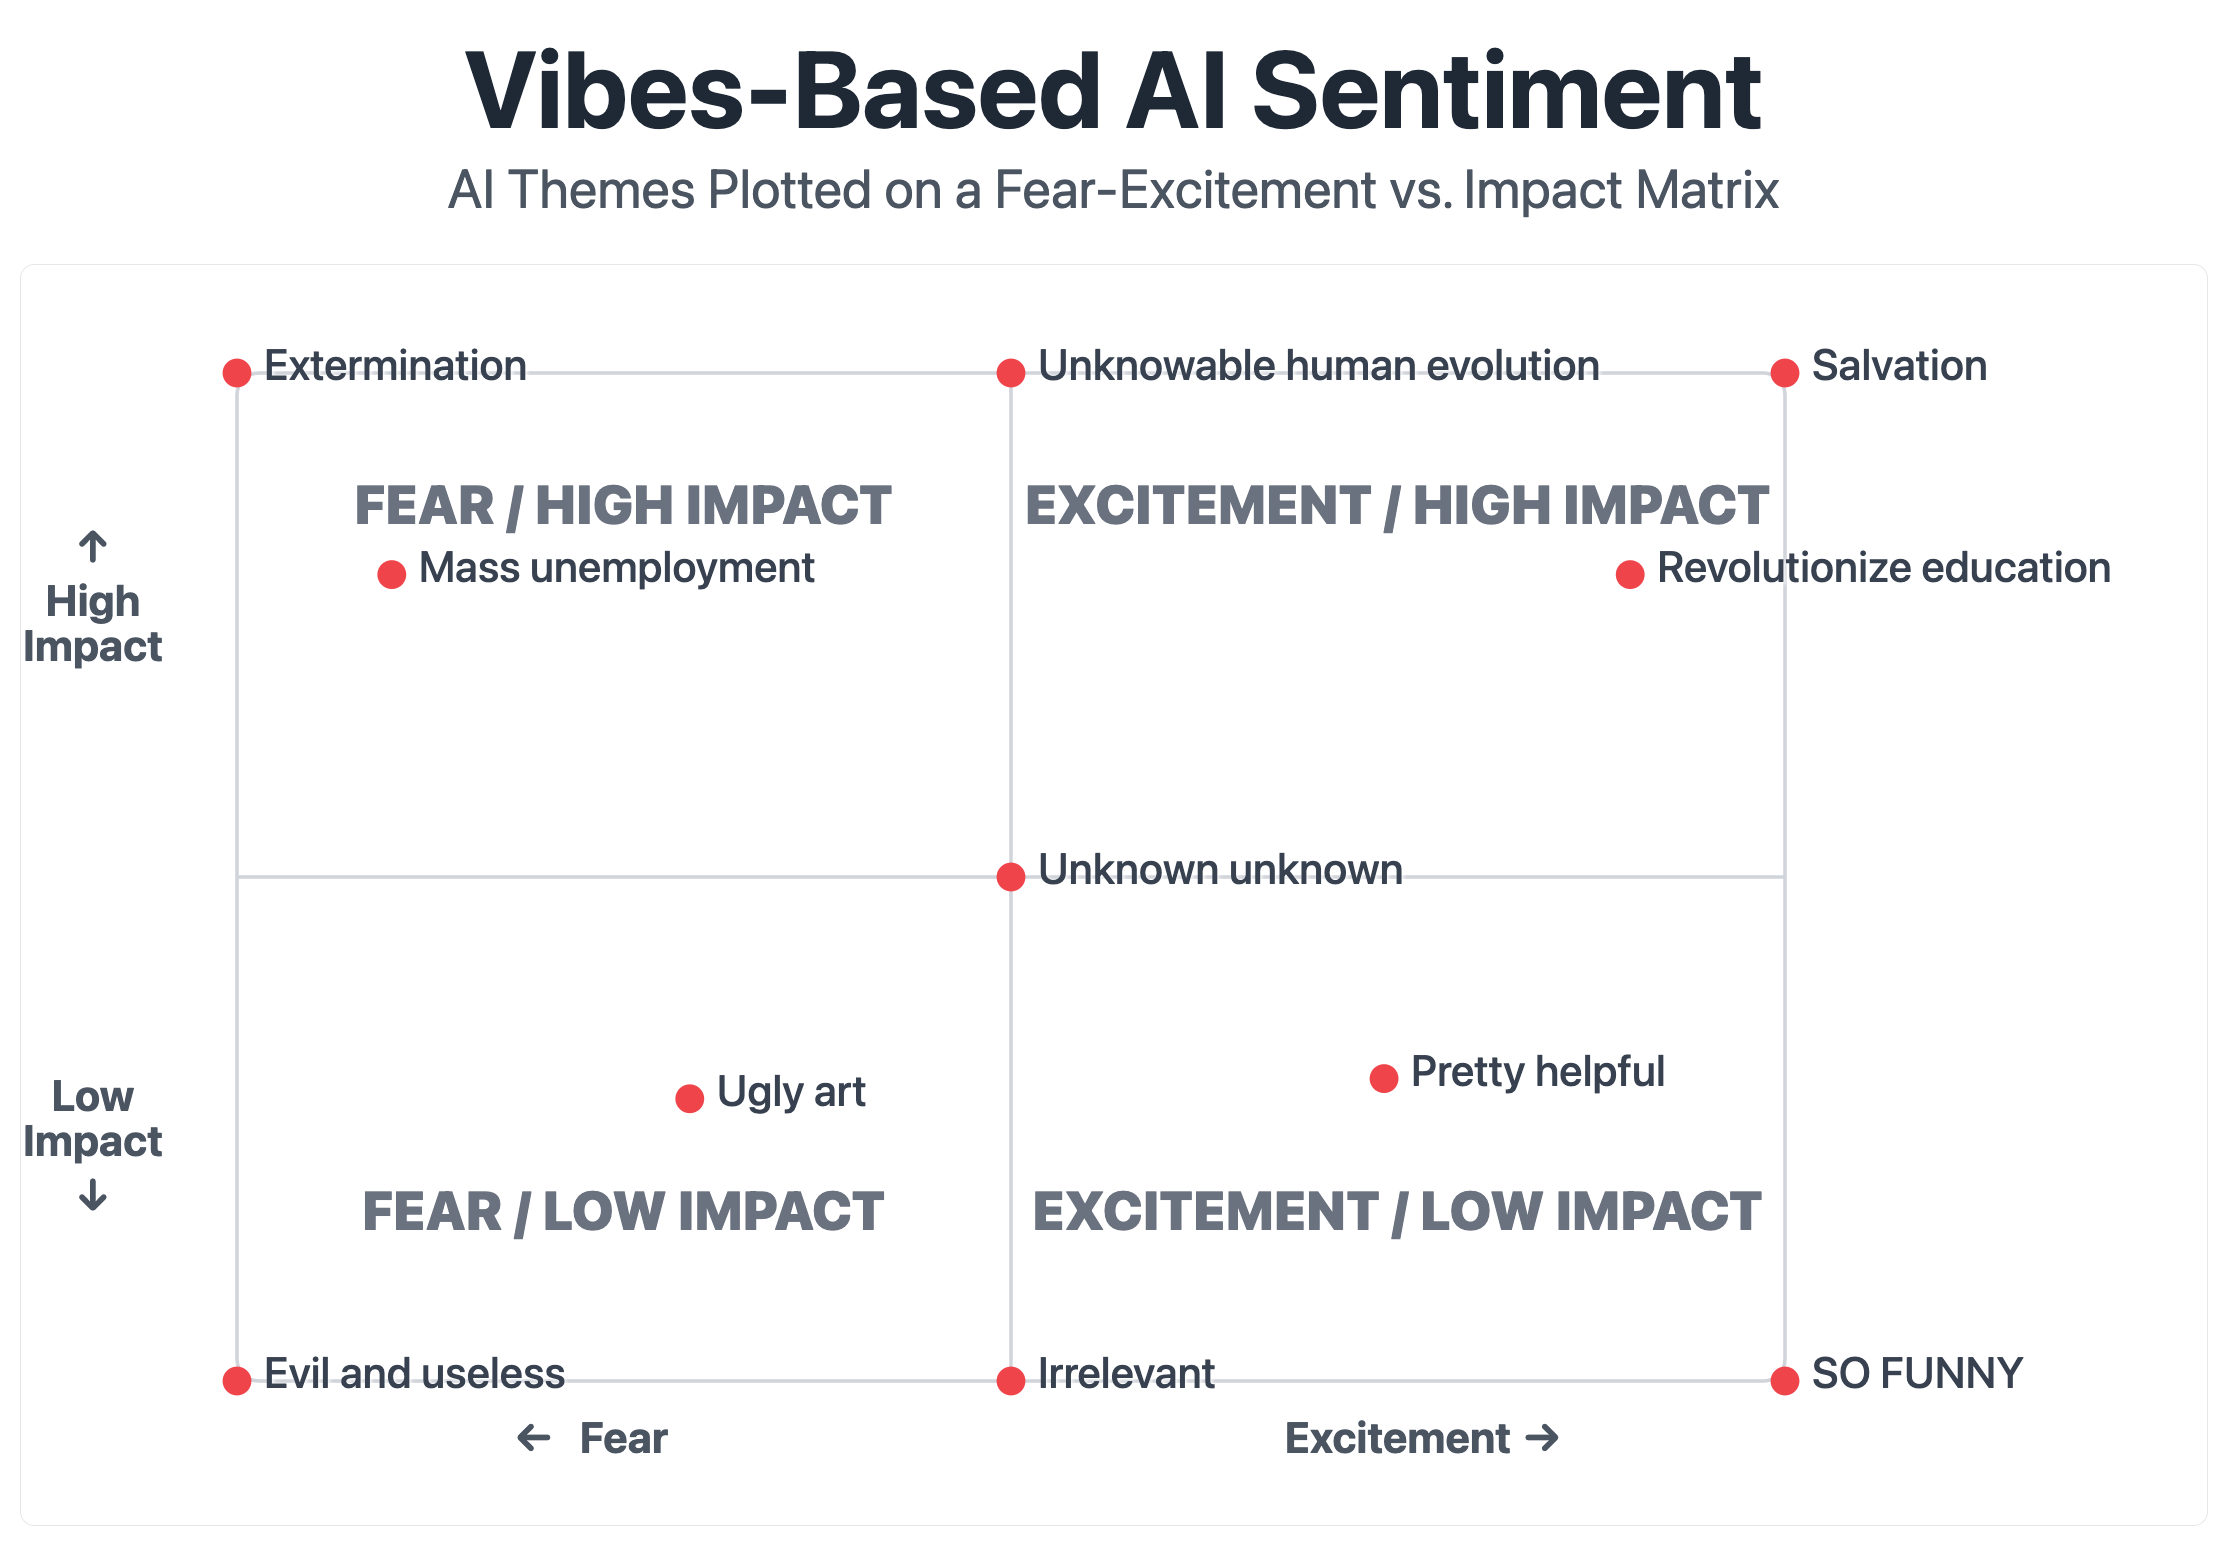 Vibes-Based AI Sentiment
AI Themes Plotted on a Fear-Excitement vs. Impact Matrix
Extermination
Unknowable human evolution
Salvation
FEAR / HIGH IMPACT
EXCITEMENT / HIGH IMPACT
↑
High
Impact
Mass unemployment
Revolutionize education
Unknown unknown
Low
Impact
↓
Ugly art
Pretty helpful
FEAR / LOW IMPACT
EXCITEMENT / LOW IMPACT
Evil and useless
Irrelevant
SO FUNNY
← Fear
Excitement →